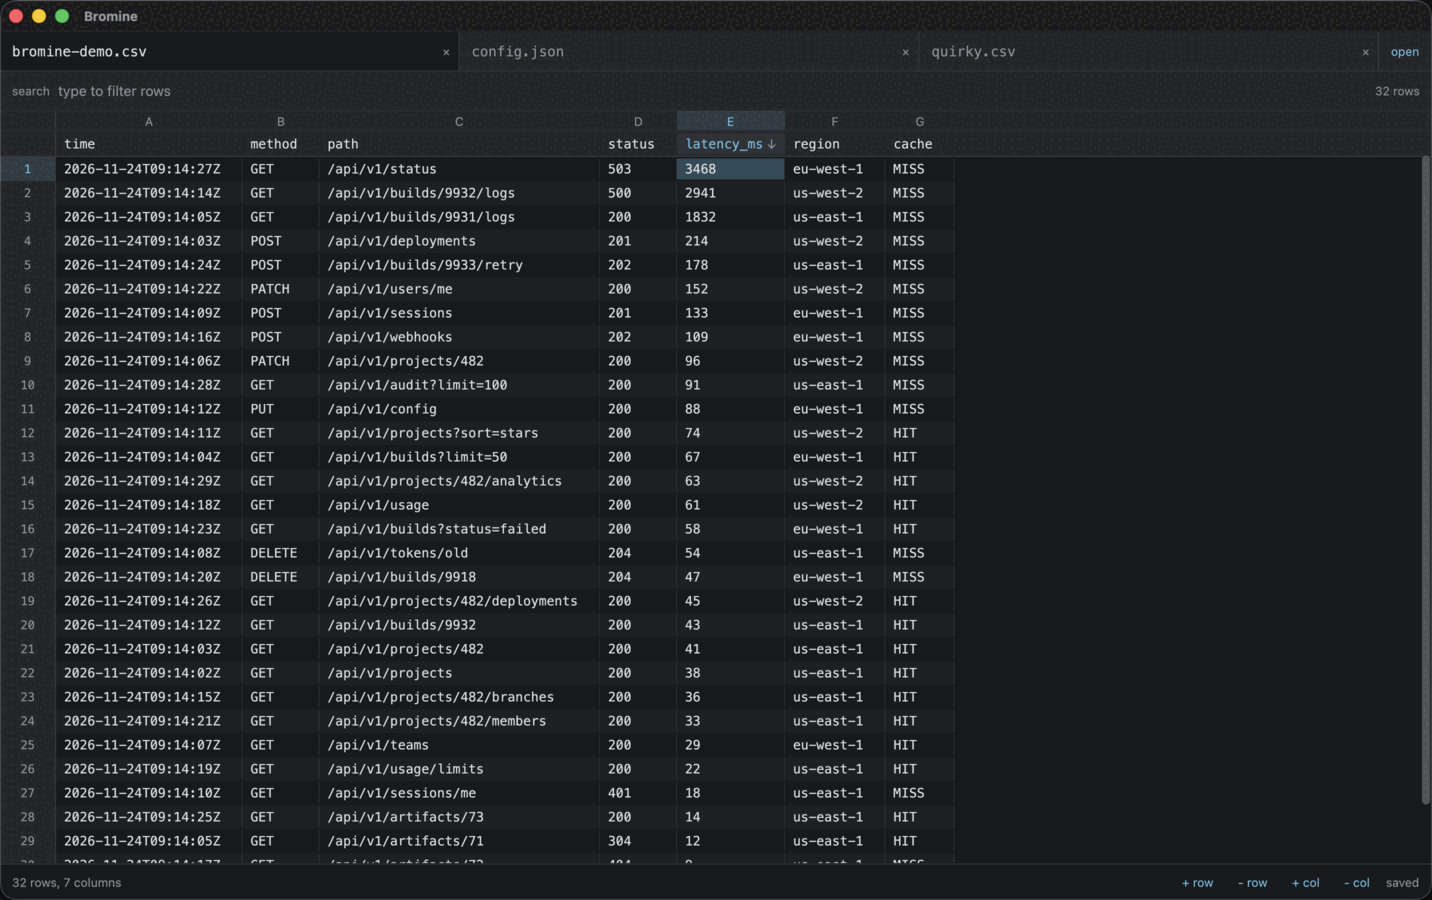 Bromine
bromine-demo.csv × config.json × quirky.csv × open
search type to filter rows 32 rows
A B C D E F G
time method path status latency_ms ↓ region cache
1 2026-11-24T09:14:27Z GET /api/v1/status 503 3468 eu-west-1 MISS
2 2026-11-24T09:14:14Z GET /api/v1/builds/9932/logs 500 2941 us-west-2 MISS
3 2026-11-24T09:14:05Z GET /api/v1/builds/9931/logs 200 1832 us-east-1 MISS
4 2026-11-24T09:14:03Z POST /api/v1/deployments 201 214 us-west-2 MISS
5 2026-11-24T09:14:24Z POST /api/v1/builds/9933/retry 202 178 us-east-1 MISS
6 2026-11-24T09:14:22Z PATCH /api/v1/users/me 200 152 us-west-2 MISS
7 2026-11-24T09:14:09Z POST /api/v1/sessions 201 133 eu-west-1 MISS
8 2026-11-24T09:14:16Z POST /api/v1/webhooks 202 109 eu-west-1 MISS
9 2026-11-24T09:14:06Z PATCH /api/v1/projects/482 200 96 us-west-2 MISS
10 2026-11-24T09:14:28Z GET /api/v1/audit?limit=100 200 91 us-east-1 MISS
11 2026-11-24T09:14:12Z PUT /api/v1/config 200 88 eu-west-1 MISS
12 2026-11-24T09:14:11Z GET /api/v1/projects?sort=stars 200 74 us-west-2 HIT
13 2026-11-24T09:14:04Z GET /api/v1/builds?limit=50 200 67 eu-west-1 HIT
14 2026-11-24T09:14:29Z GET /api/v1/projects/482/analytics 200 63 us-west-2 HIT
15 2026-11-24T09:14:18Z GET /api/v1/usage 200 61 us-west-2 HIT
16 2026-11-24T09:14:23Z GET /api/v1/builds?status=failed 200 58 eu-west-1 HIT
17 2026-11-24T09:14:08Z DELETE /api/v1/tokens/old 204 54 us-east-1 MISS
18 2026-11-24T09:14:20Z DELETE /api/v1/builds/9918 204 47 eu-west-1 MISS
19 2026-11-24T09:14:26Z GET /api/v1/projects/482/deployments 200 45 us-west-2 HIT
20 2026-11-24T09:14:12Z GET /api/v1/builds/9932 200 43 us-east-1 HIT
21 2026-11-24T09:14:03Z GET /api/v1/projects/482 200 41 us-east-1 HIT
22 2026-11-24T09:14:02Z GET /api/v1/projects 200 38 us-east-1 HIT
23 2026-11-24T09:14:15Z GET /api/v1/projects/482/branches 200 36 us-east-1 HIT
24 2026-11-24T09:14:21Z GET /api/v1/projects/482/members 200 33 us-east-1 HIT
25 2026-11-24T09:14:07Z GET /api/v1/teams 200 29 eu-west-1 HIT
26 2026-11-24T09:14:19Z GET /api/v1/usage/limits 200 22 us-east-1 HIT
27 2026-11-24T09:14:10Z GET /api/v1/sessions/me 401 18 us-east-1 MISS
28 2026-11-24T09:14:25Z GET /api/v1/artifacts/73 200 14 us-east-1 HIT
29 2026-11-24T09:14:05Z GET /api/v1/artifacts/71 304 12 us-east-1 HIT
32 rows, 7 columns + row - row + col - col saved